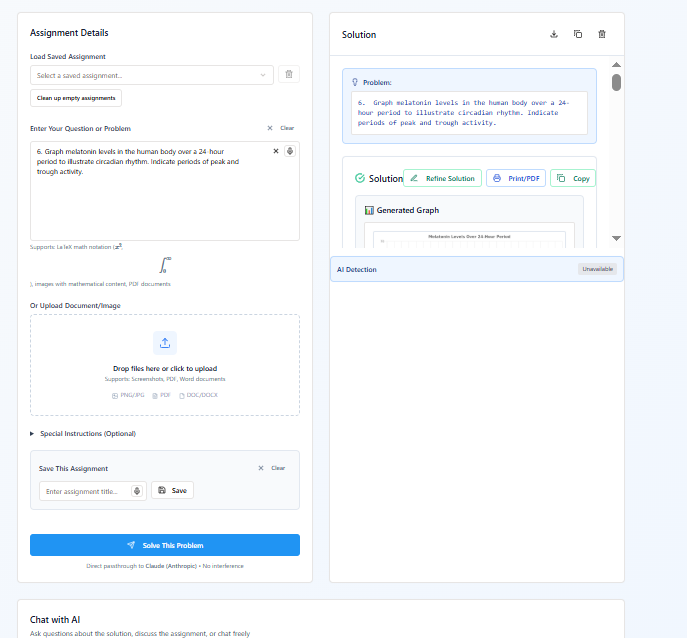 Assignment Details
Load Saved Assignment
Select a saved assignment...
Clean up empty assignments
Enter Your Question or Problem
Clear
6. Graph melatonin levels in the human body over a 24-hour
period to illustrate circadian rhythm. Indicate periods of peak and
trough activity.
Supports: LaTeX math notation (x²,
∫₀^∞
), images with mathematical content, PDF documents
Or Upload Document/Image
Drop files here or click to upload
Supports: Screenshots, PDF, Word documents
PNG/JPG PDF DOC/DOCX
Special Instructions (Optional)
Save This Assignment
Clear
Enter assignment title...
Save
Solve This Problem
Direct passthrough to Claude (Anthropic) • No interference
Solution
Problem:
6. Graph melatonin levels in the human body over a 24-
hour period to illustrate circadian rhythm. Indicate
periods of peak and trough activity.
Solution
Refine Solution
Print/PDF
Copy
Generated Graph
Melatonin Levels Over 24-Hour Period
AI Detection
Unavailable
Chat with AI
Ask questions about the solution, discuss the assignment, or chat freely